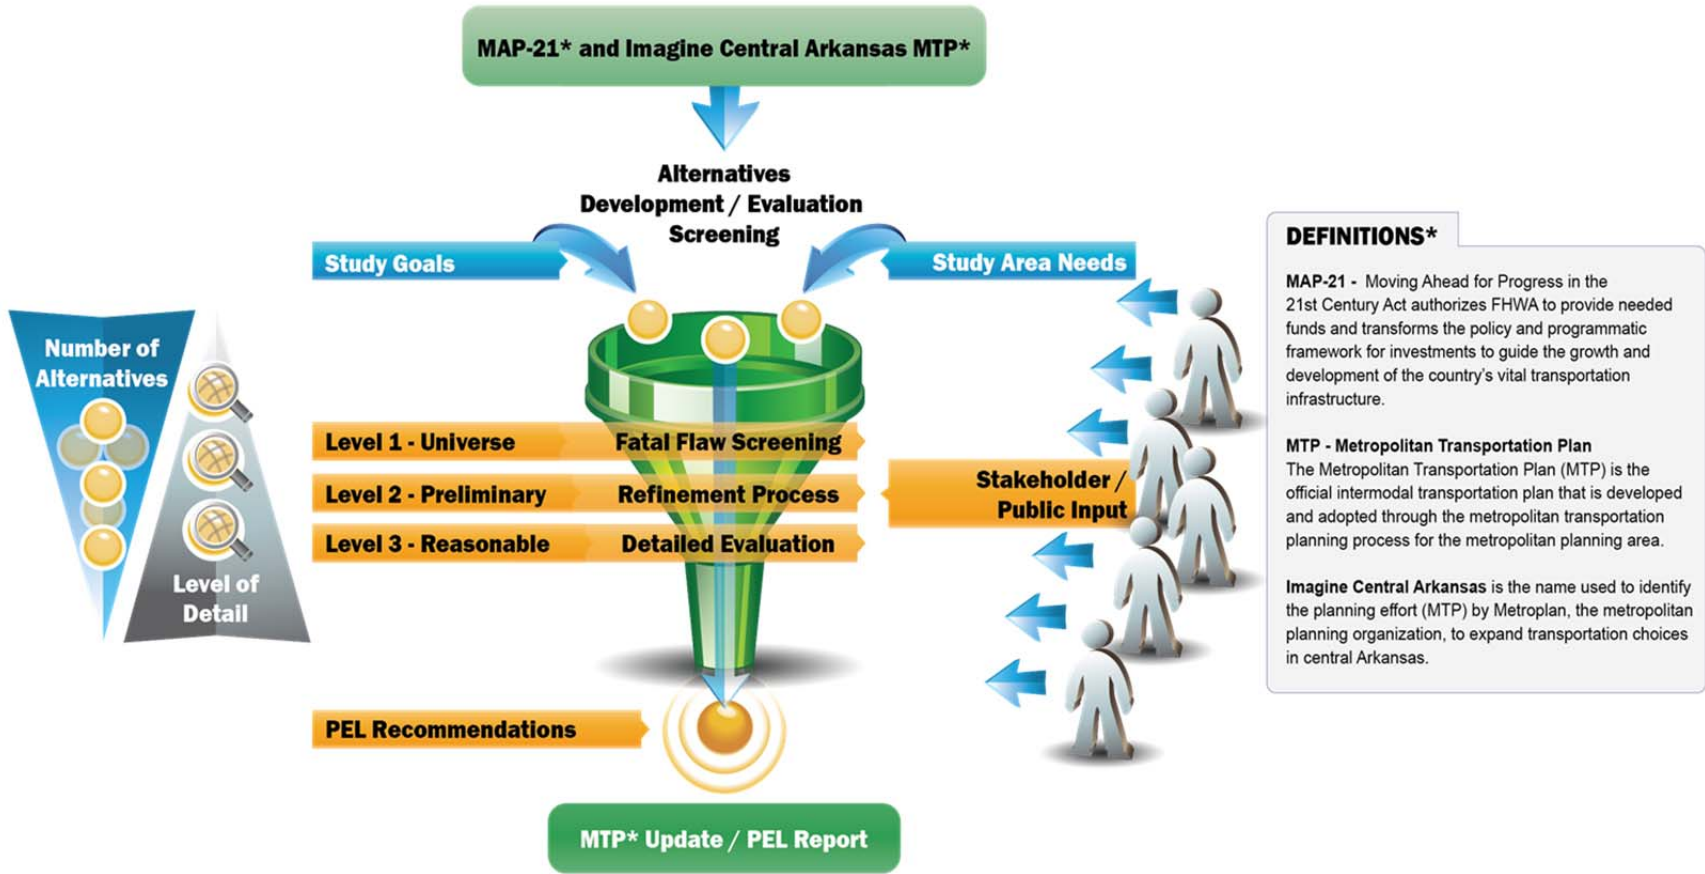 MAP-21* and Imagine Central Arkansas MTP*
Alternatives
Development / Evaluation
Screening
Study Goals
Study Area Needs
Number of
Alternatives
Level of
Detail
Level 1 - Universe
Fatal Flaw Screening
Level 2 - Preliminary
Refinement Process
Level 3 - Reasonable
Detailed Evaluation
Stakeholder /
Public Input
PEL Recommendations
MTP* Update / PEL Report
DEFINITIONS*
MAP-21 - Moving Ahead for Progress in the
21st Century Act authorizes FHWA to provide needed
funds and transforms the policy and programmatic
framework for investments to guide the growth and
development of the country's vital transportation
infrastructure.
MTP - Metropolitan Transportation Plan
The Metropolitan Transportation Plan (MTP) is the
official intermodal transportation plan that is developed
and adopted through the metropolitan transportation
planning process for the metropolitan planning area.
Imagine Central Arkansas is the name used to identify
the planning effort (MTP) by Metroplan, the metropolitan
planning organization, to expand transportation choices
in central Arkansas.